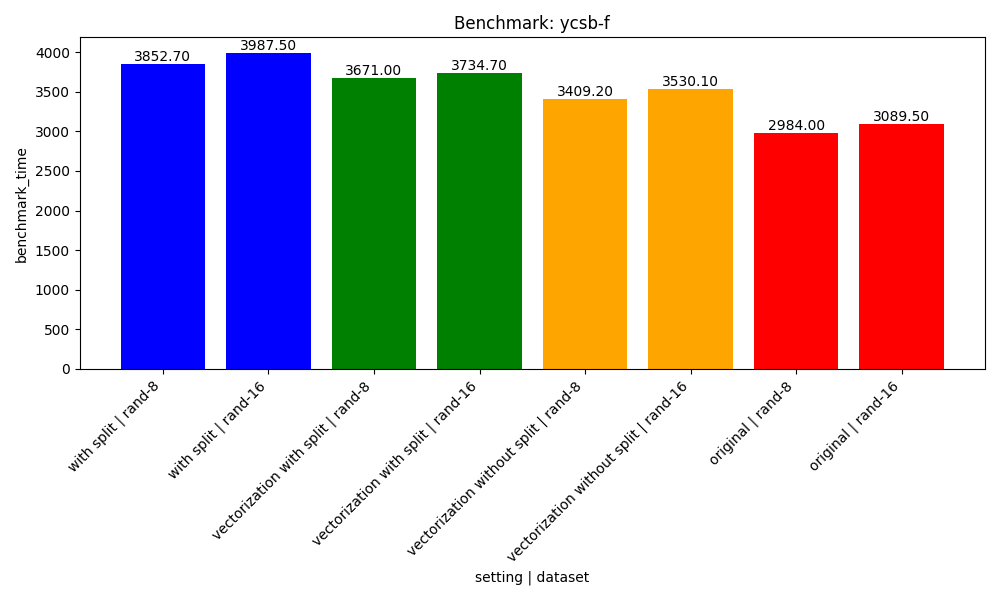 Benchmark: ycsb-f
benchmark_time
4000
3500
3000
2500
2000
1500
1000
500
0
3852.70
3987.50
3671.00
3734.70
3409.20
3530.10
2984.00
3089.50
with split | rand-8
with split | rand-16
vectorization with split | rand-8
vectorization with split | rand-16
vectorization without split | rand-8
vectorization without split | rand-16
original | rand-8
original | rand-16
setting | dataset